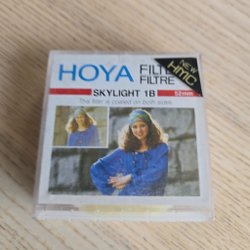 HOYA FILTER
FILTRE
NEW
HMC
SKYLIGHT 1B 52mm
The filter is coated on both sides